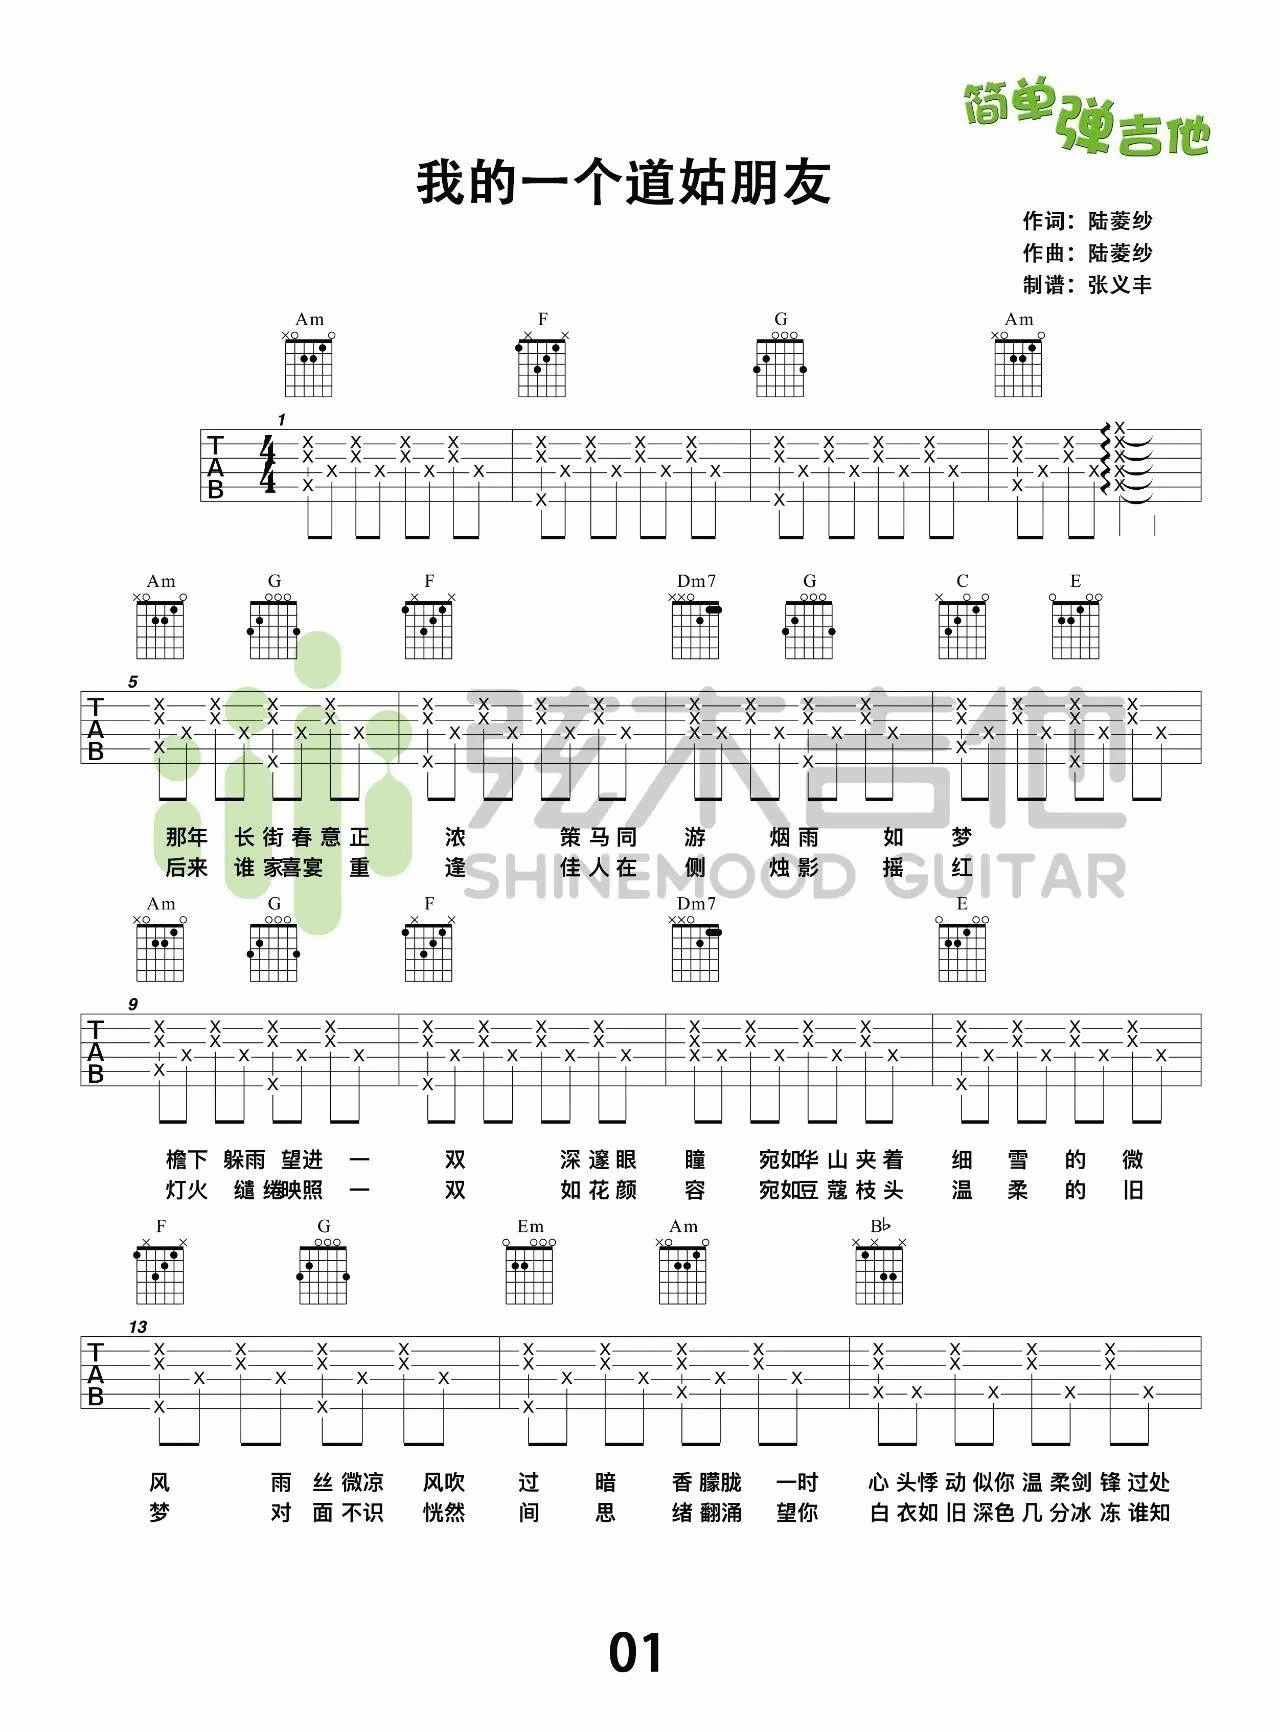 简单弹吉他
我的一个道姑朋友
作词：陆菱纱
作曲：陆菱纱
制谱：张义丰
Am F G Am
1
T A B 4/4
Am G F Dm7 G C E
5
T A B
弦木吉他
那年 长街春意正 浓 策马同 游 烟雨 如 梦
后来 谁家喜宴 重 逢 佳人在 侧 烛影 摇 红
SHINEMOOD GUITAR
Am G F Dm7 E
9
T A B
檐下 躲雨 望进 一 双 深邃眼 瞳 宛如华山夹着 细 雪 的 微
灯火 缱绻映照 一 双 如花颜 容 宛如豆蔻枝头 温 柔 的 旧
F G Em Am B♭
13
T A B
风 雨 丝 微凉 风吹 过 暗 香 朦胧 一时 心 头悸 动 似你 温 柔剑 锋 过处
梦 对 面 不识 恍然 间 思 绪 翻涌 望你 白 衣如 旧 深色 几 分冰 冻 谁知
01